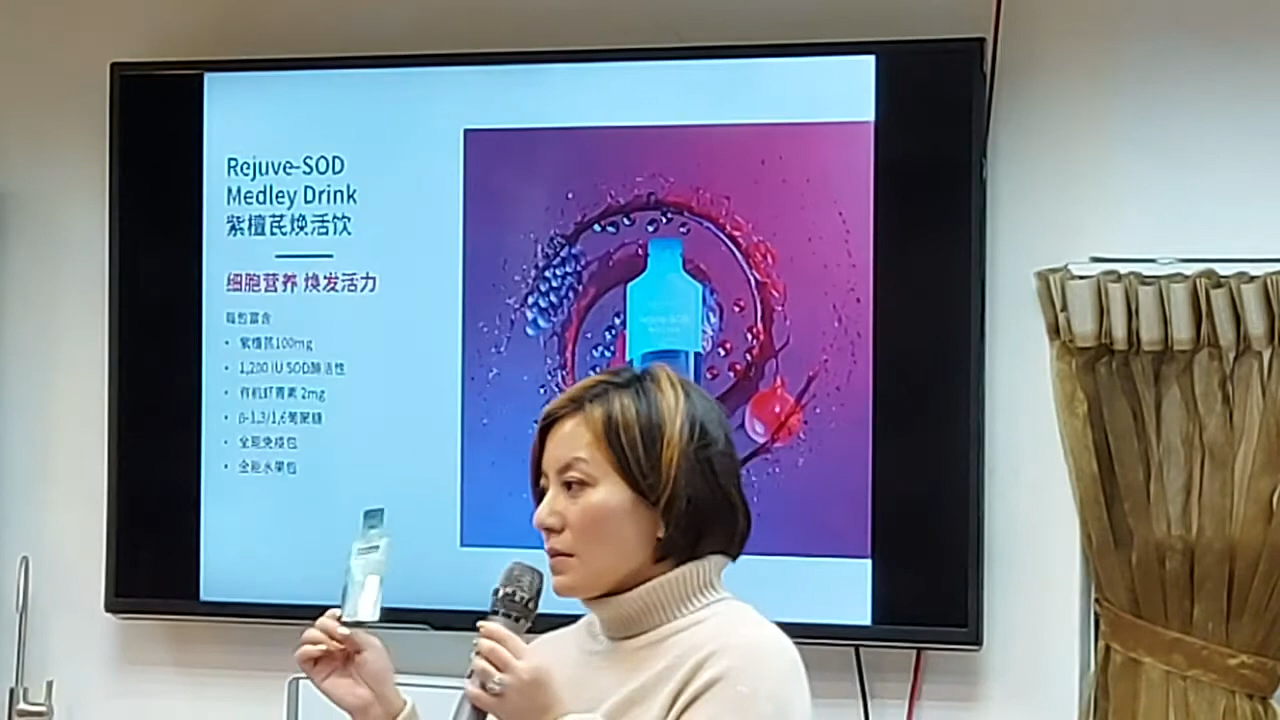 Rejuve-SOD
Medley Drink
紫檀芪焕活饮
细胞营养 焕发活力
每包富含
• 紫檀芪100mg
• 1,200 IU SOD酶活性
• 有机虾青素 2mg
• β-1,3/1,6葡聚糖
• 全能免疫包
• 全能水果包
Rejuve-SOD